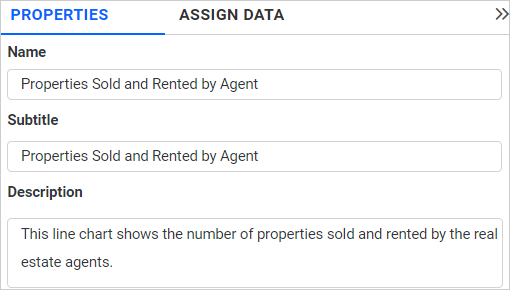 PROPERTIES ASSIGN DATA
Name
Properties Sold and Rented by Agent
Subtitle
Properties Sold and Rented by Agent
Description
This line chart shows the number of properties sold and rented by the real
estate agents.